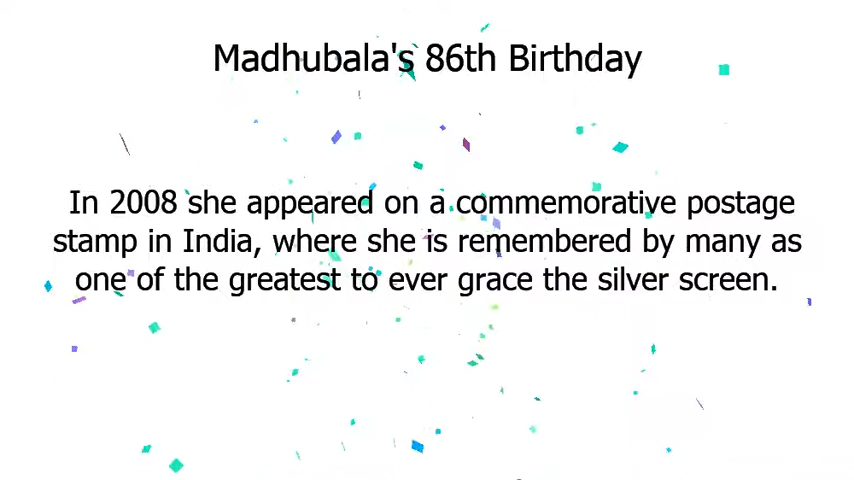 Madhubala's 86th Birthday
In 2008 she appeared on a commemorative postage
stamp in India, where she is remembered by many as
one of the greatest to ever grace the silver screen.